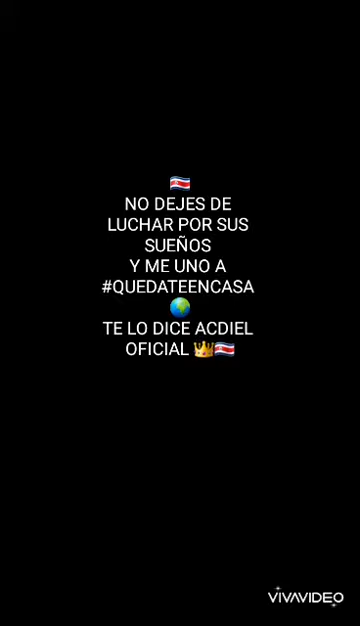 🇨🇷
NO DEJES DE
LUCHAR POR SUS
SUEÑOS
Y ME UNO A
#QUEDATEENCASA
🌍
TE LO DICE ACDIEL
OFICIAL 👑🇨🇷
VIVAVIDEO